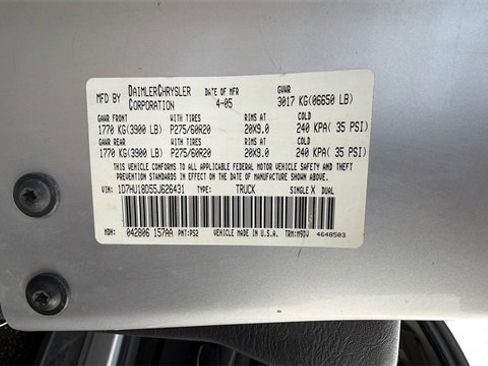 MFD BY DAIMLERCHRYSLER CORPORATION DATE OF MFR 4-05 GVWR 3017 KG(06650 LB)
GAWR FRONT WITH TIRES RIMS AT COLD
1770 KG(3900 LB) P275/60R20 20X9.0 240 KPA( 35 PSI)
GAWR REAR WITH TIRES RIMS AT COLD
1770 KG(3900 LB) P275/60R20 20X9.0 240 KPA( 35 PSI)
THIS VEHICLE CONFORMS TO ALL APPLICABLE FEDERAL MOTOR VEHICLE SAFETY AND THEFT
PREVENTION STANDARDS IN EFFECT ON THE DATE OF MANUFACTURE SHOWN ABOVE.
VIN: 1D7HU18D55J626431 TYPE: TRUCK SINGLE X DUAL
MDH: 042806 157AA PNT:PS2 VEHICLE MADE IN U.S.A. TRM:M9DV 4648503